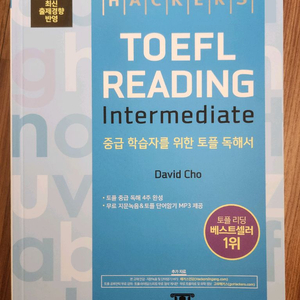 최신
출제경향
반영
HACKERS
TOEFL
READING
Intermediate
중급 학습자를 위한 토플 독해서
David Cho
· 토플 중급 독해 4주 완성
· 무료 지문녹음&토플 단어암기 MP3 제공
토플 리딩
베스트셀러
1위